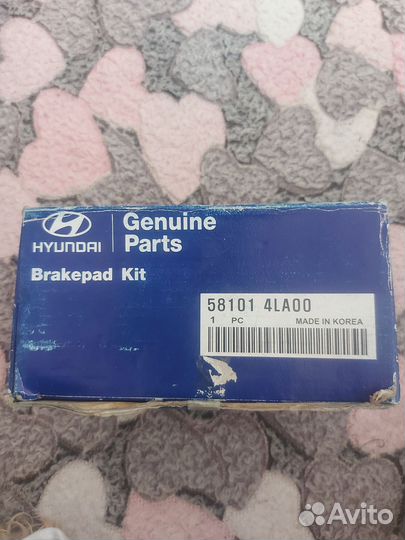 HYUNDAI
Genuine
Parts
Brakepad Kit
58101 4LA00
1 PC MADE IN KOREA
Avito